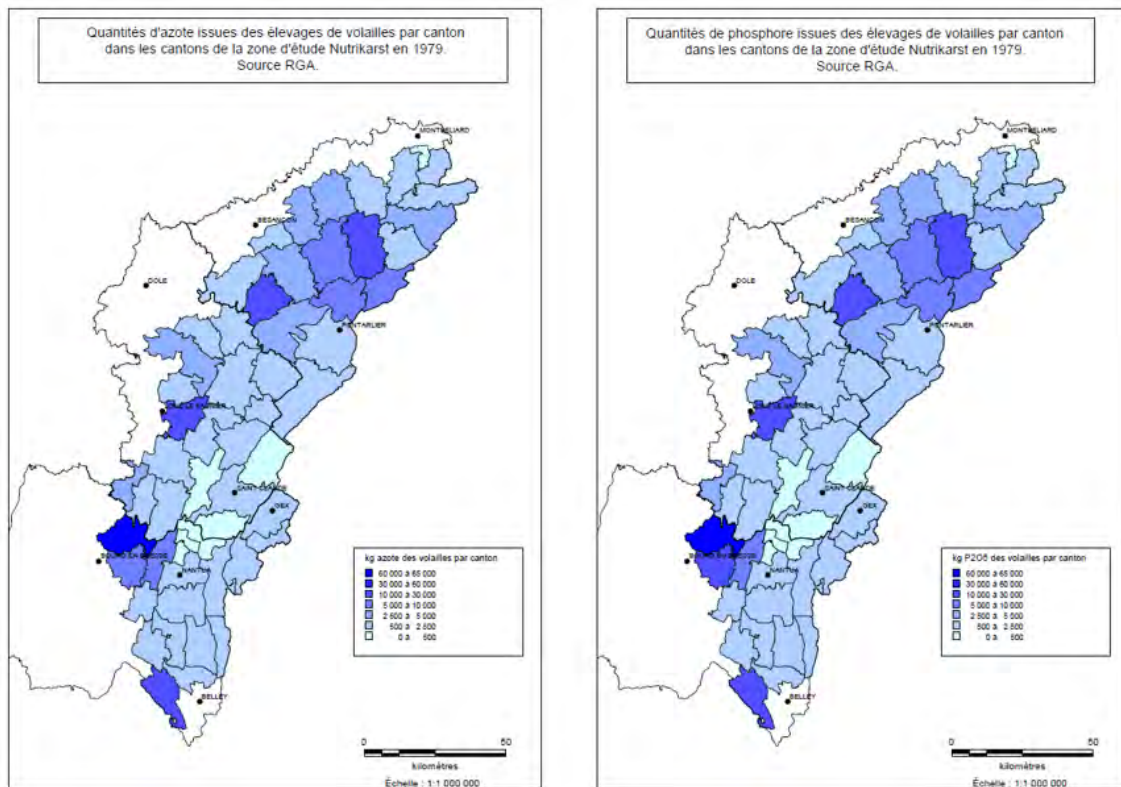 Quantités d'azote issues des élevages de volailles par canton
dans les cantons de la zone d'étude Nutrikarst en 1979.
Source RGA.
MONTBELIARD
BESANCON
DOLE
PONTARLIER
SAINT-CLAUDE
GEX
NANTUA
BELLEY
kg azote des volailles par canton
60 000 à 65 000
30 000 à 60 000
10 000 à 30 000
5 000 à 10 000
2 500 à 5 000
500 à 2 500
0 à 500
0 50
kilomètres
Échelle : 1:1 000 000
Quantités de phosphore issues des élevages de volailles par canton
dans les cantons de la zone d'étude Nutrikarst en 1979.
Source RGA.
MONTBELIARD
BESANCON
DOLE
PONTARLIER
SAINT-CLAUDE
GEX
NANTUA
BELLEY
kg P2O5 des volailles par canton
60 000 à 65 000
30 000 à 60 000
10 000 à 30 000
5 000 à 10 000
2 500 à 5 000
500 à 2 500
0 à 500
0 50
kilomètres
Échelle : 1:1 000 000